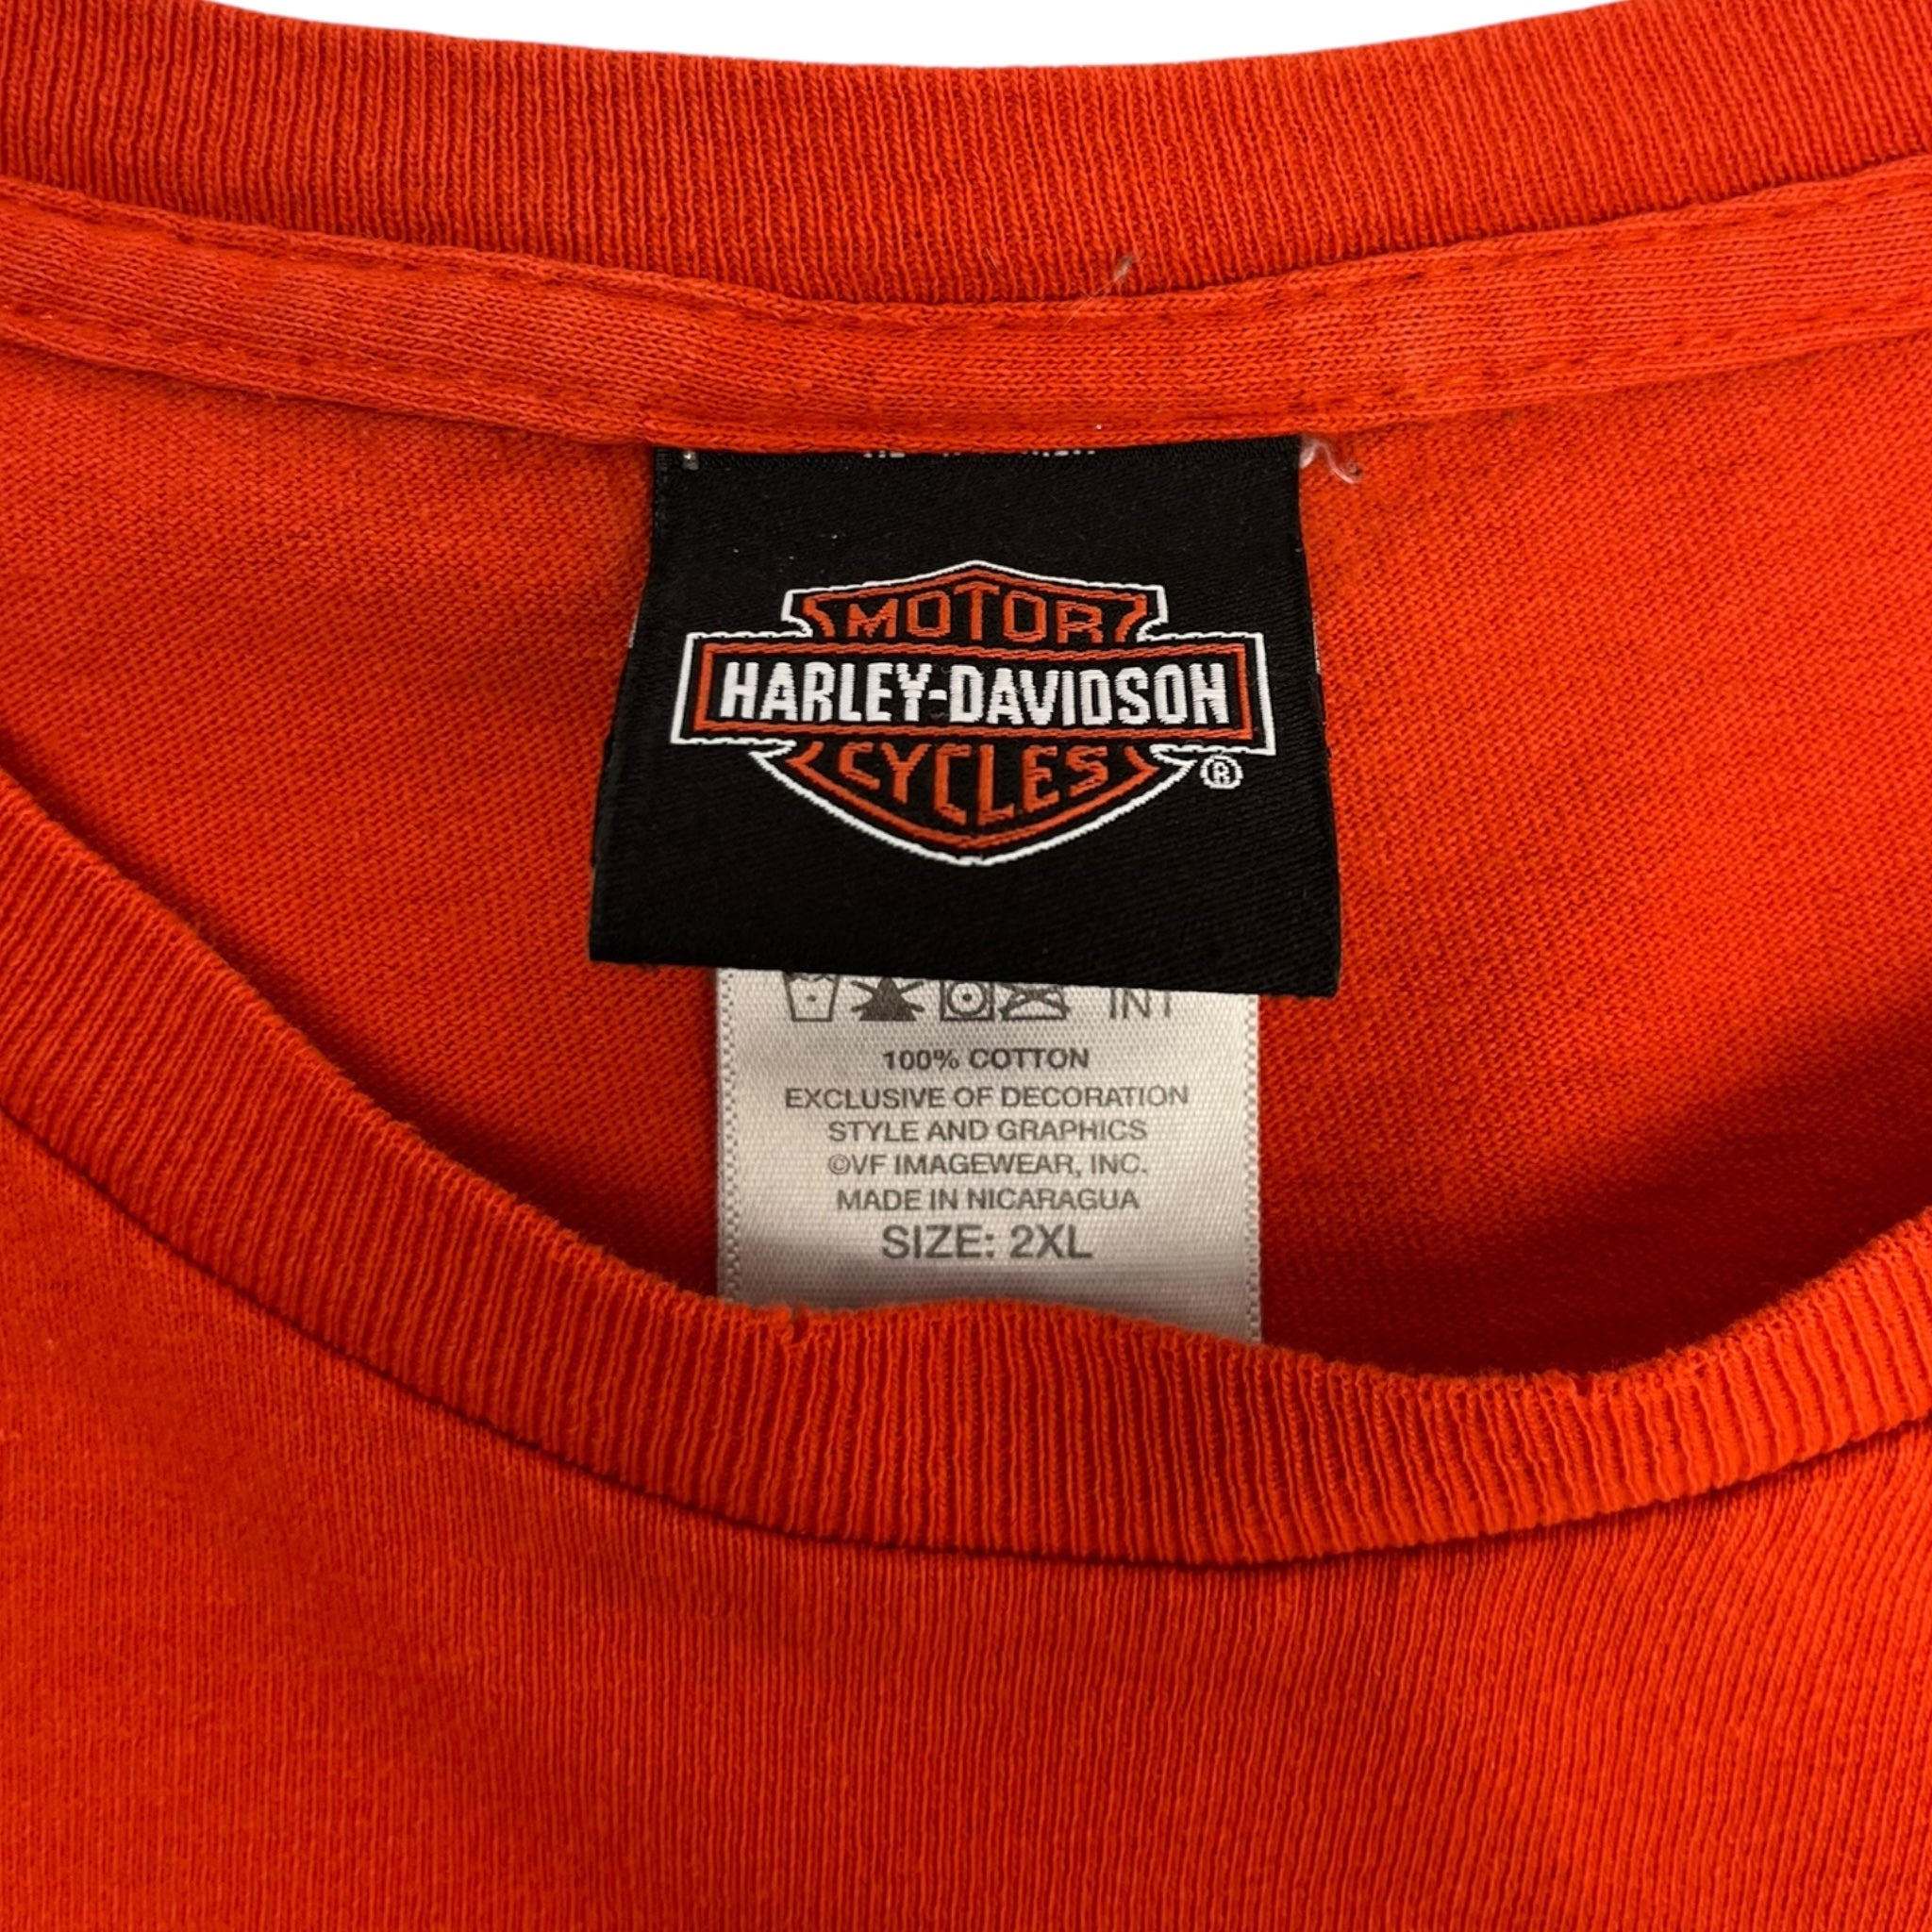 MOTOR
HARLEY-DAVIDSON
CYCLES
®
INT
100% COTTON
EXCLUSIVE OF DECORATION
STYLE AND GRAPHICS
©VF IMAGEWEAR, INC.
MADE IN NICARAGUA
SIZE: 2XL